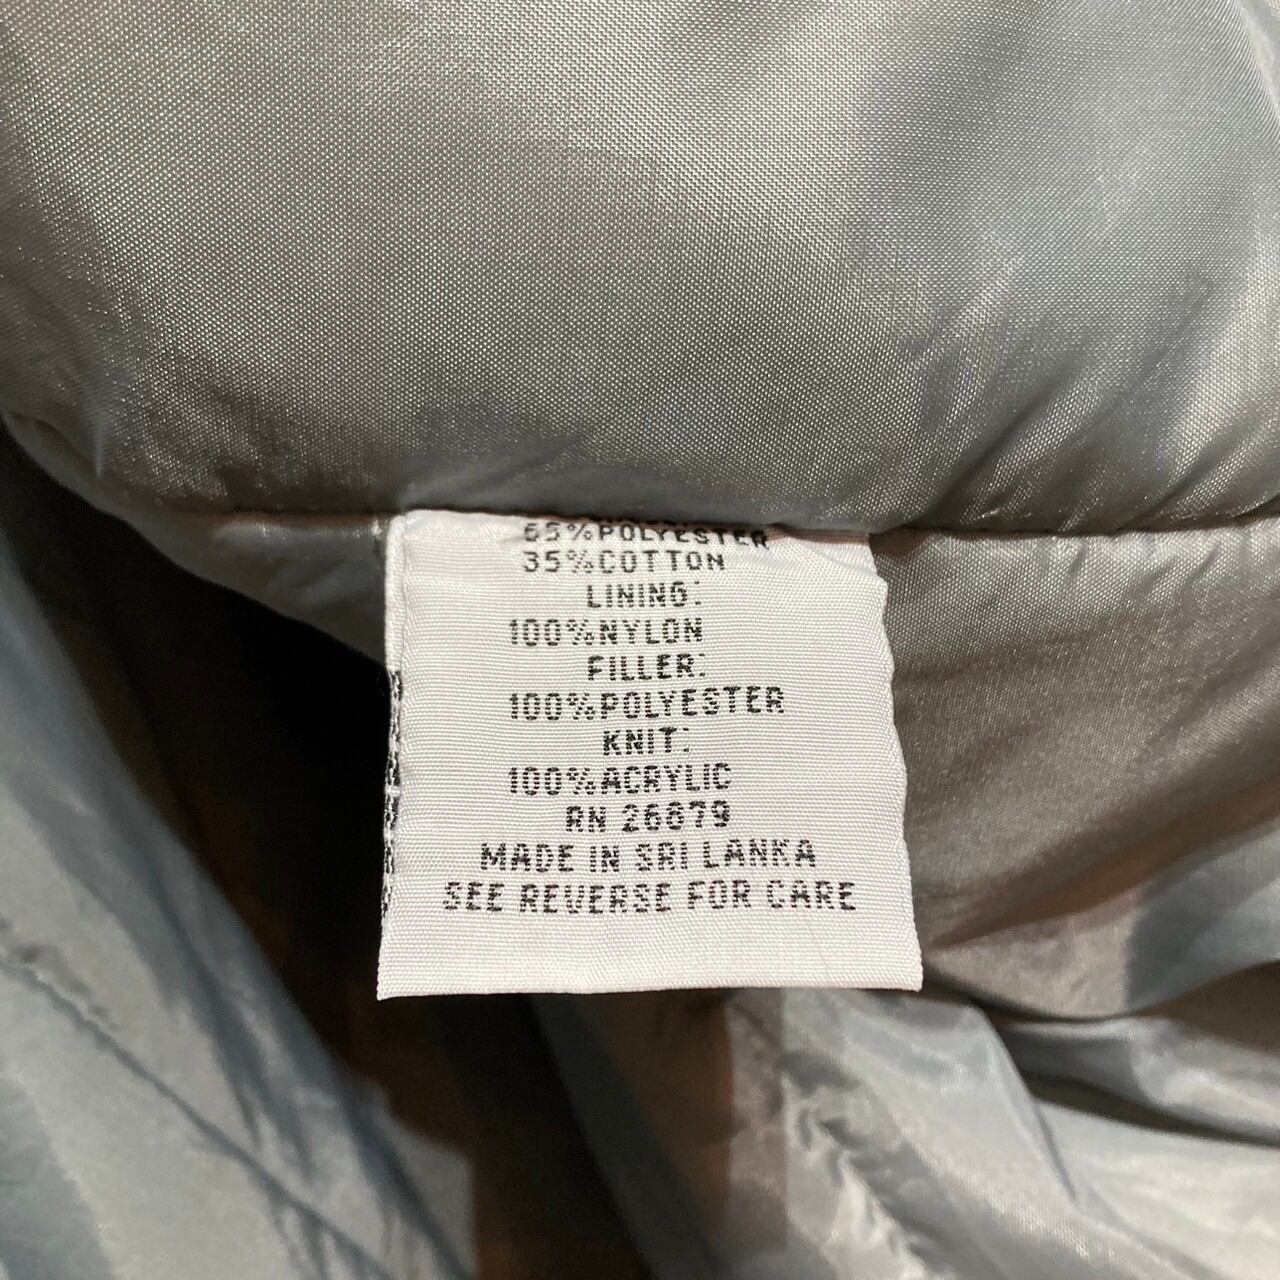 65%POLYESTER
35%COTTON
LINING:
100%NYLON
FILLER:
100%POLYESTER
KNIT:
100%ACRYLIC
RN 26679
MADE IN SRI LANKA
SEE REVERSE FOR CARE